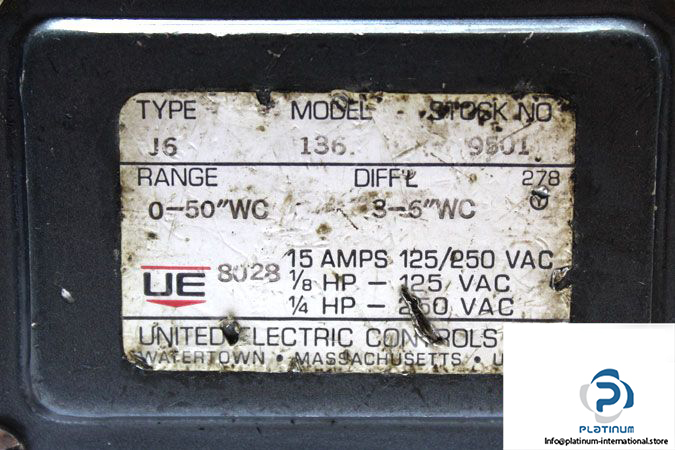 TYPE MODEL STOCK NO
J6 136 9501
RANGE DIFF'L 278
0-50"WC 3-6"WC
15 AMPS 125/250 VAC
UE 8028 1/8 HP - 125 VAC
1/4 HP - 250 VAC
UNITED ELECTRIC CONTROLS
WATERTOWN • MASSACHUSETTS • U
PLATINUM
Info@platinum-international.store